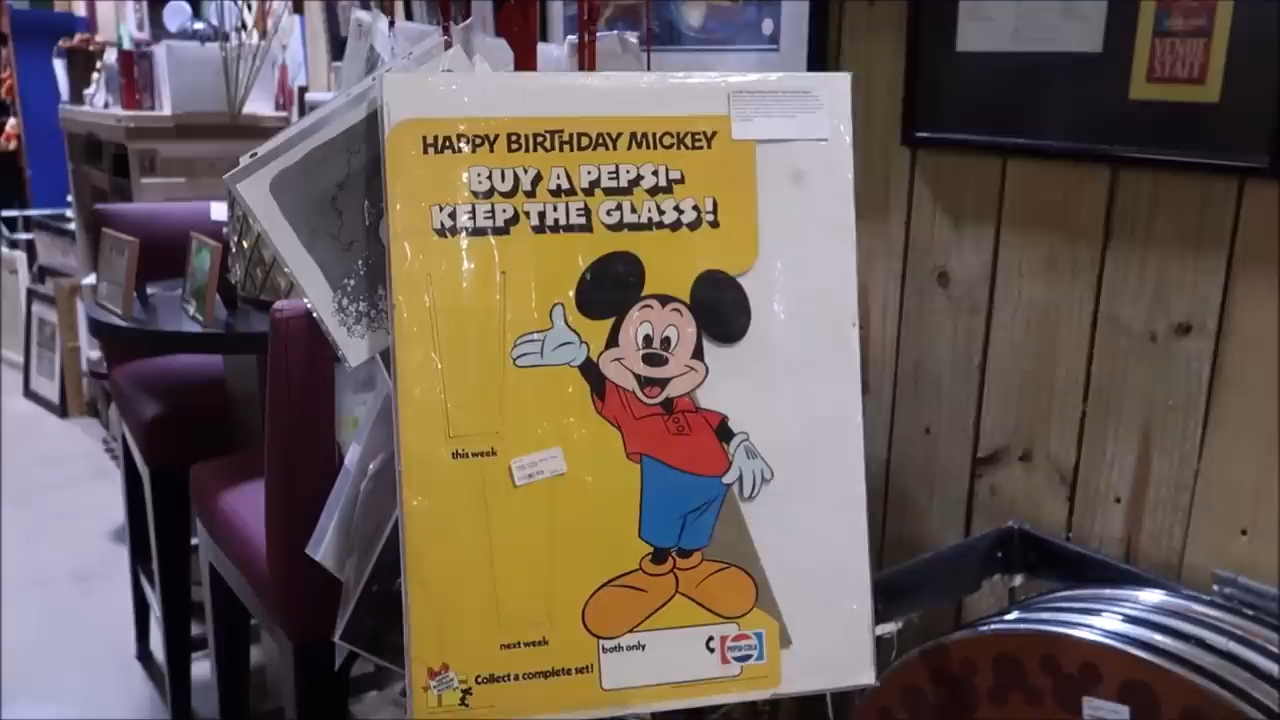 HAPPY BIRTHDAY MICKEY
BUY A PEPSI-
KEEP THE GLASS!
this week
next week
both only ¢
PEPSI-COLA
Collect a complete set!
VENUE
STAFF